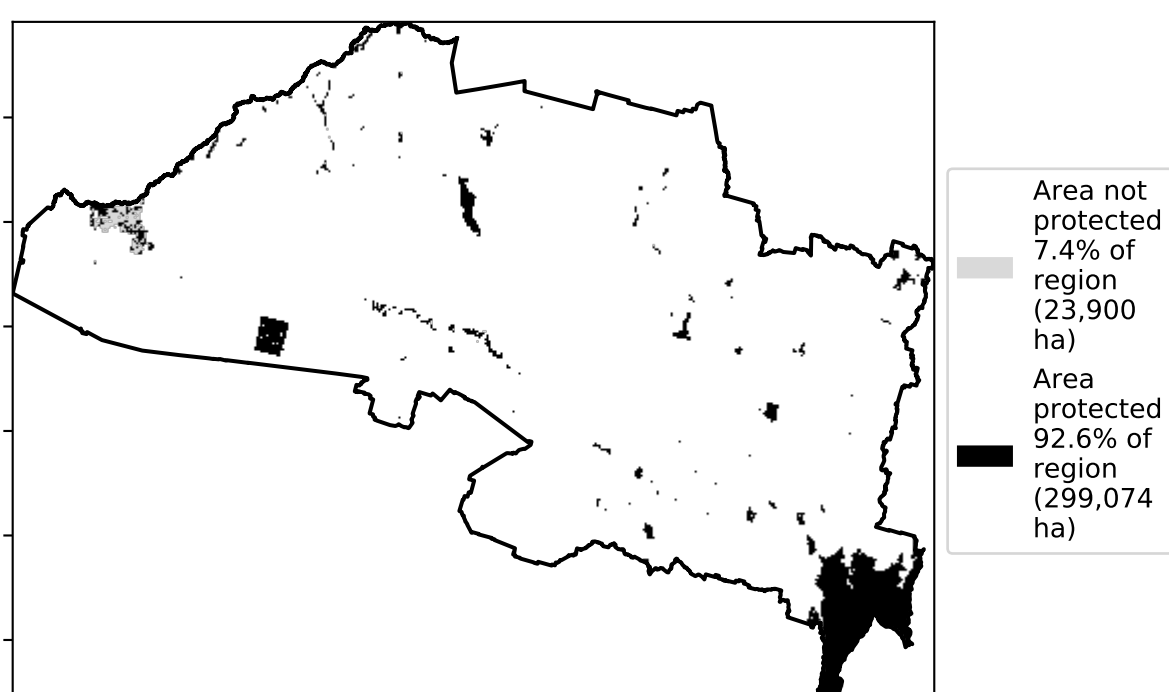 Area not
protected
7.4% of
region
(23,900
ha)
Area
protected
92.6% of
region
(299,074
ha)